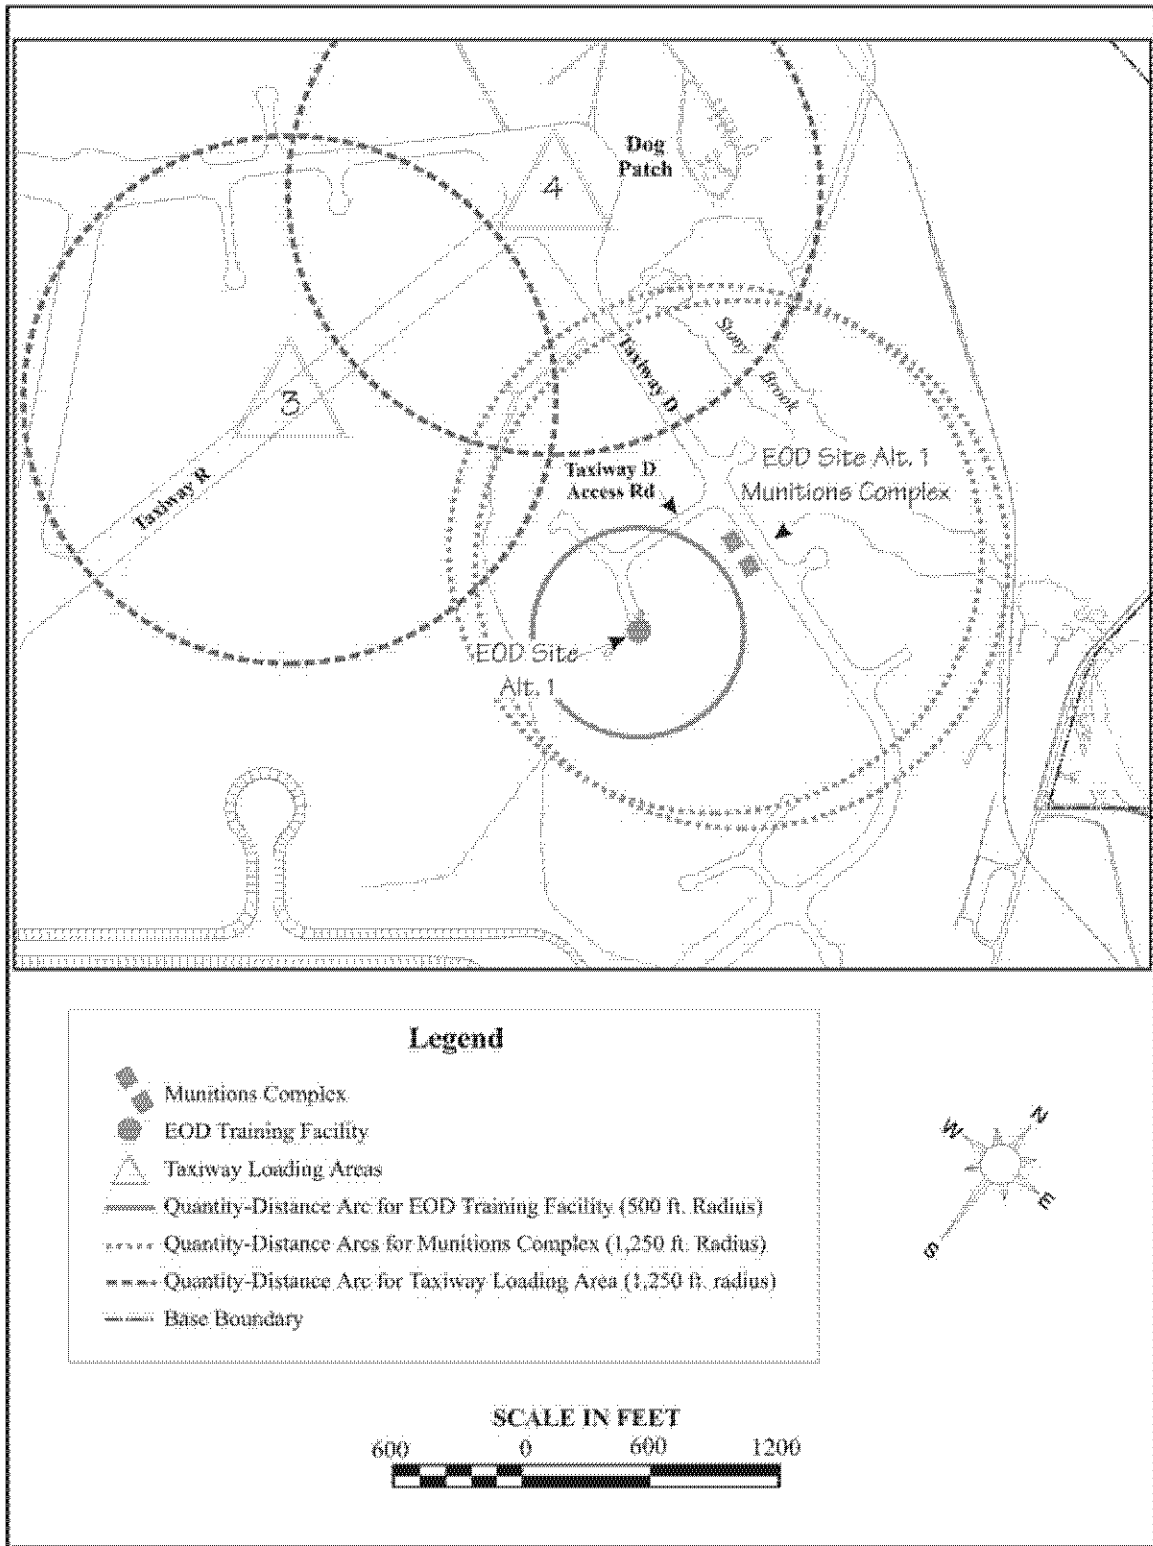 Dog
Patch
4
Stony Brook
Taxiway D
3
Taxiway R
Taxiway D
Access Rd
EOD Site Alt. 1
Munitions Complex
EOD Site
Alt. 1
Legend
Munitions Complex
EOD Training Facility
Taxiway Loading Areas
Quantity-Distance Arc for EOD Training Facility (500 ft. Radius)
Quantity-Distance Arcs for Munitions Complex (1,250 ft. Radius)
Quantity-Distance Arc for Taxiway Loading Area (1,250 ft. radius)
Base Boundary
N
W
E
S
SCALE IN FEET
600 0 600 1200